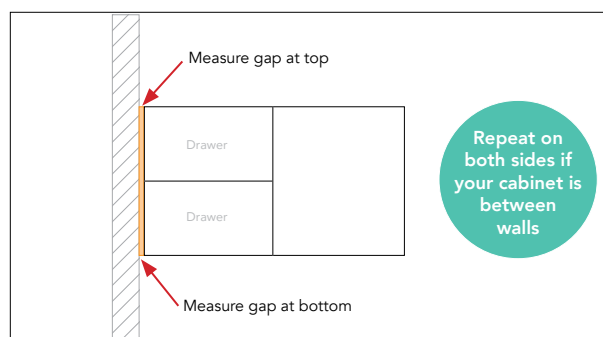 Measure gap at top
Drawer
Drawer
Repeat on
both sides if
your cabinet is
between
walls
Measure gap at bottom